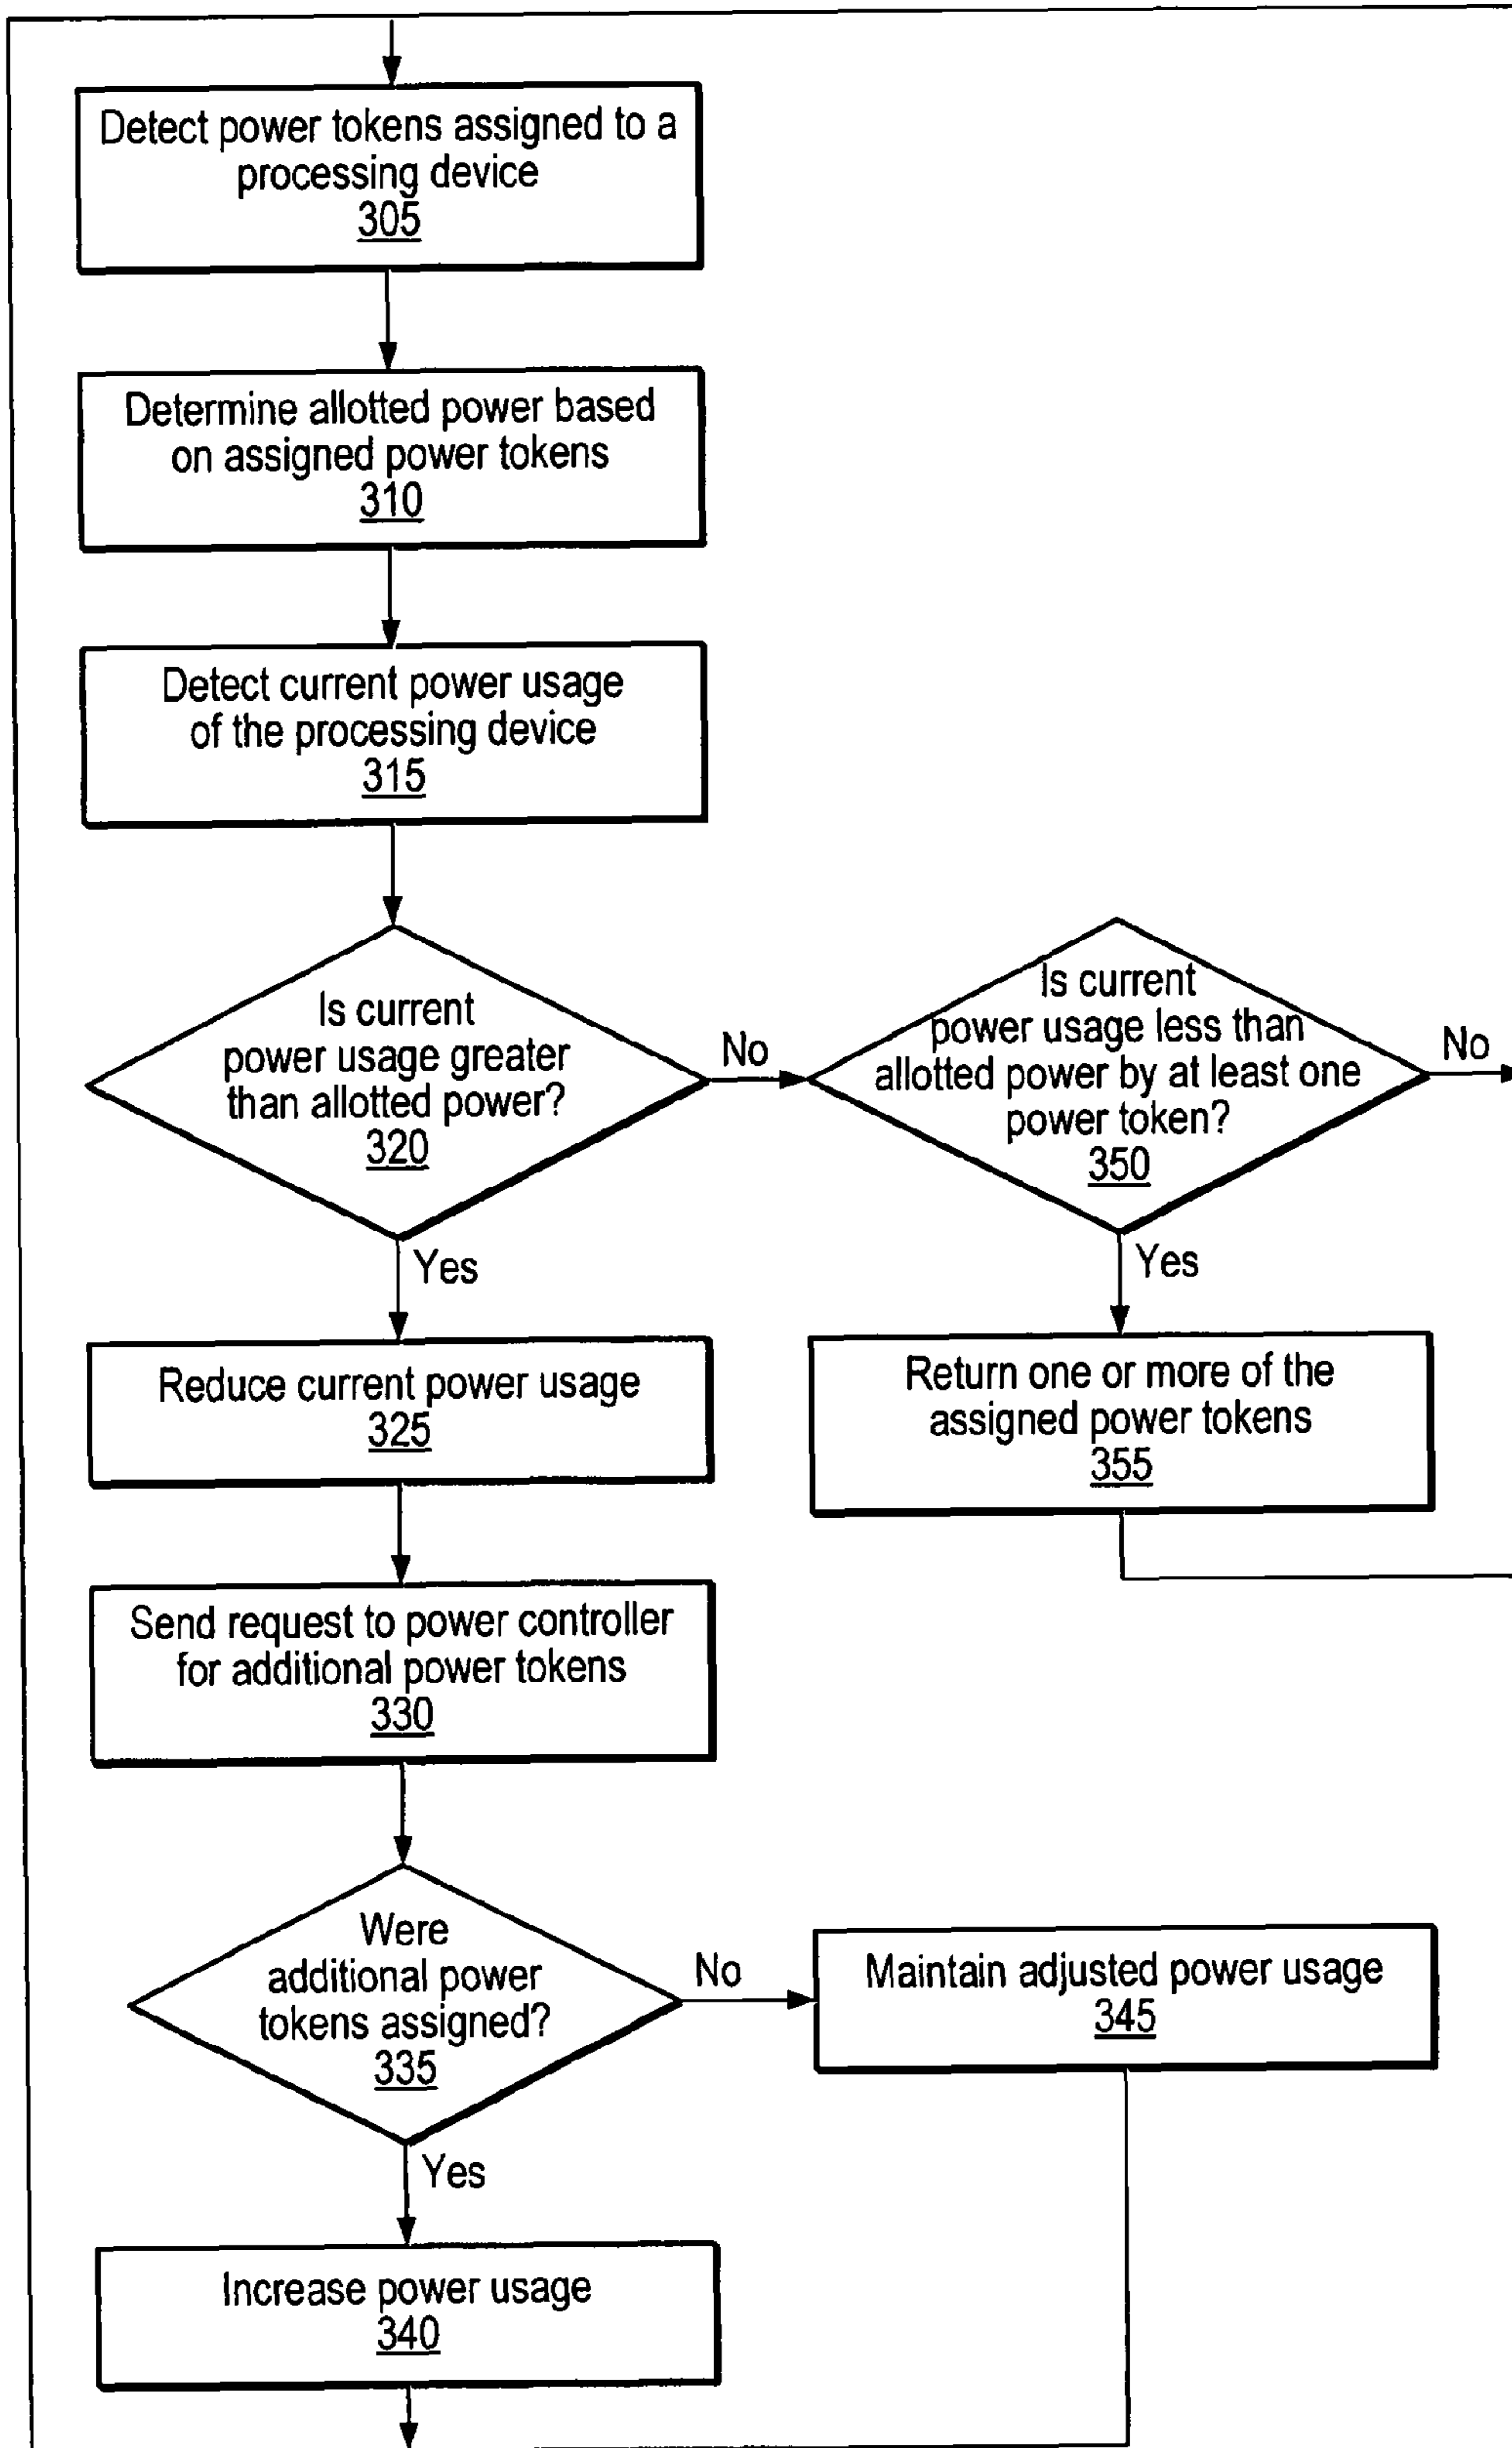 Detect power tokens assigned to a
processing device
305
Determine allotted power based
on assigned power tokens
310
Detect current power usage
of the processing device
315
Is current
power usage greater
than allotted power?
320
No
Is current
power usage less than
allotted power by at least one
power token?
350
No
Yes
Yes
Reduce current power usage
325
Return one or more of the
assigned power tokens
355
Send request to power controller
for additional power tokens
330
Were
additional power
tokens assigned?
335
No
Maintain adjusted power usage
345
Yes
Increase power usage
340